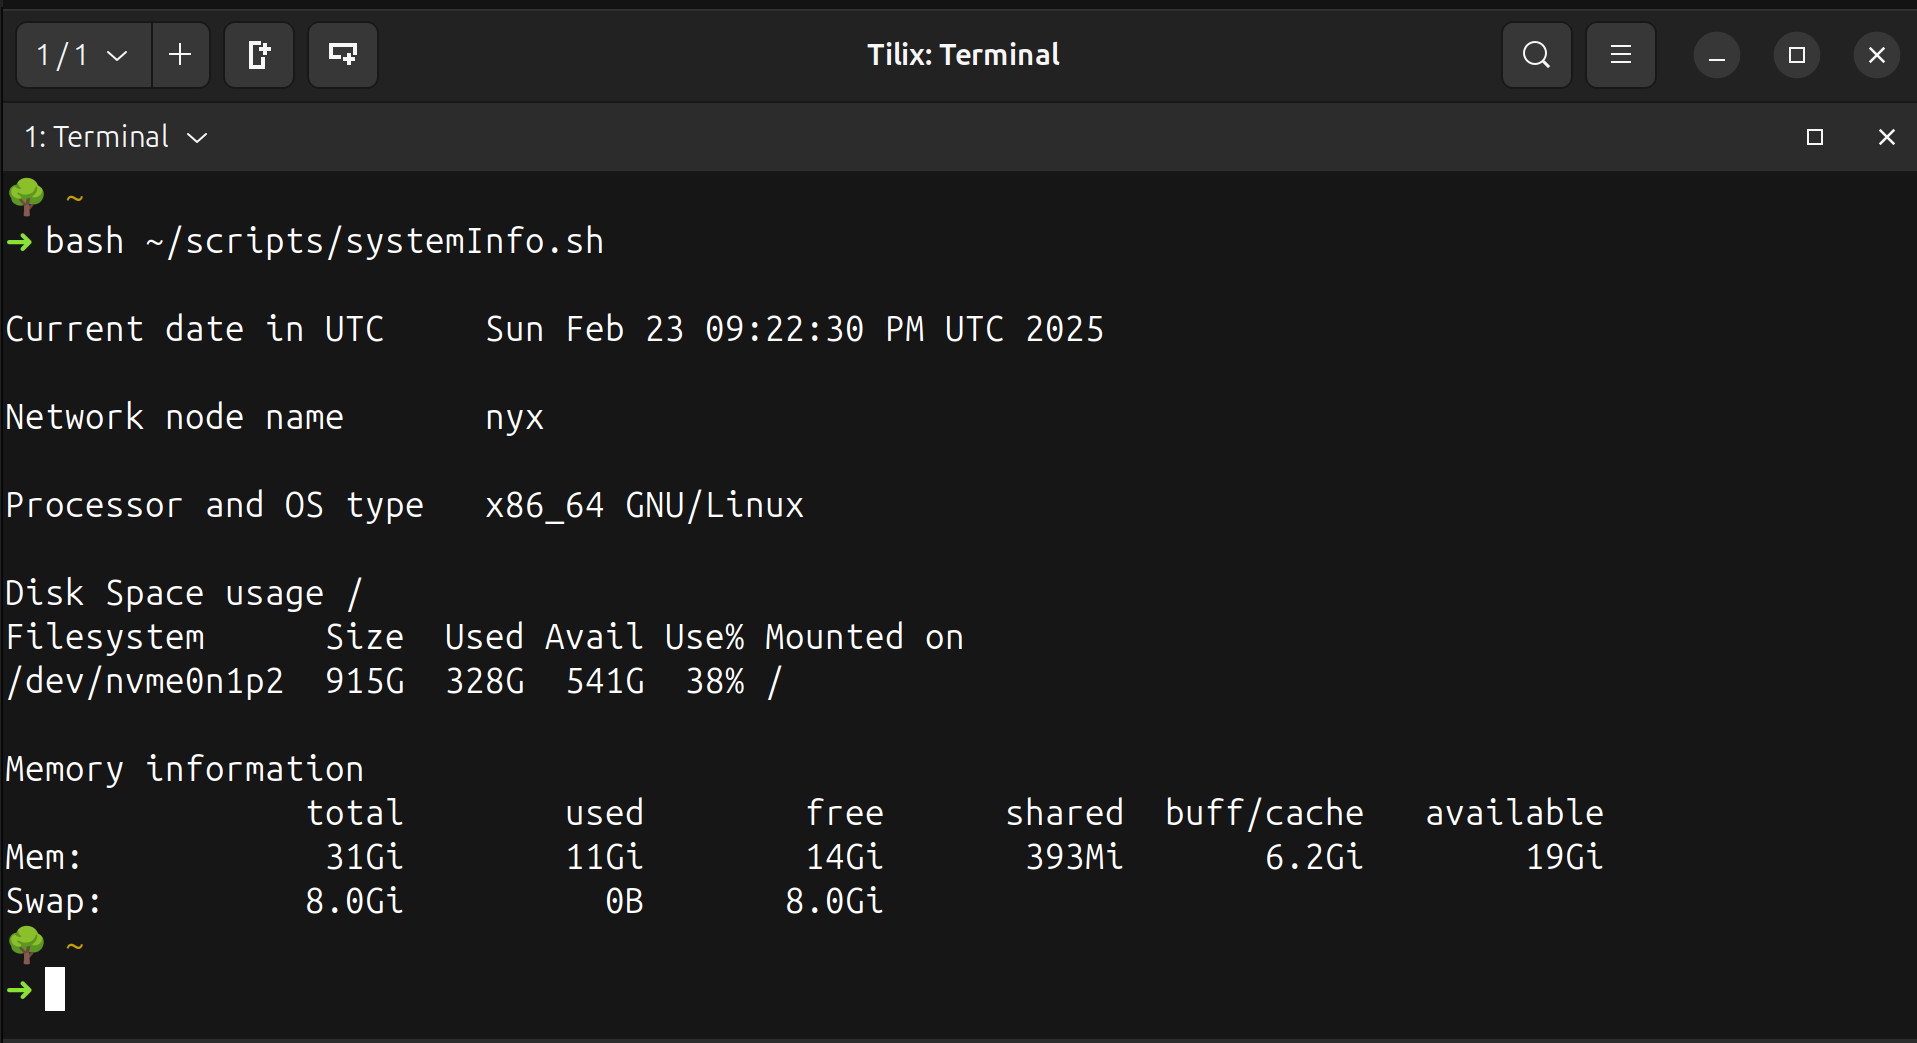 1 / 1
Tilix: Terminal
1: Terminal
~
➜ bash ~/scripts/systemInfo.sh
Current date in UTC     Sun Feb 23 09:22:30 PM UTC 2025
Network node name       nyx
Processor and OS type   x86_64 GNU/Linux
Disk Space usage /
Filesystem      Size  Used Avail Use% Mounted on
/dev/nvme0n1p2  915G  328G  541G  38% /
Memory information
               total        used        free      shared  buff/cache   available
Mem:            31Gi        11Gi        14Gi       393Mi       6.2Gi        19Gi
Swap:          8.0Gi          0B       8.0Gi
~
➜